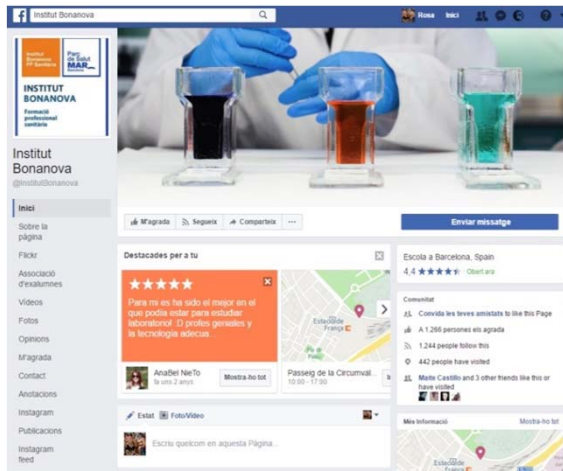 Institut Bonanova
Rosa
Inici
Institut
Bonanova
FP Sanitària
Parc
de Salut
MAR
Barcelona
INSTITUT
BONANOVA
Formació
professional
sanitària
Institut
Bonanova
@InstitutBonanova
Inici
Sobre la
pàgina
Flickr
Associació
d'exalumnes
Vídeos
Fotos
Opinions
M'agrada
Contact
Anotacions
Instagram
Publicacions
Instagram
feed
M'agrada
Segueix
Comparteix
Enviar missatge
Destacades per a tu
Para mi es ha sido el mejor en el
que podía estar para estudiar
laboratorio! :D profes geniales y
la tecnología adecua...
AnaBel NieTo
fa uns 2 anys
Mostra-ho tot
Estació de
França
Passeig de la Circumval...
10:00 - 17:00
Estat
Foto/Vídeo
Escriu quelcom en aquesta Pàgina...
Escola a Barcelona, Spain
4,4
Obert ara
Comunitat
Convida les teves amistats to like this Page
A 1.266 persones els agrada
1.244 people follow this
442 people have visited
Maite Castillo and 3 other friends like this or
have visited
Més Informació
Mostra-ho tot